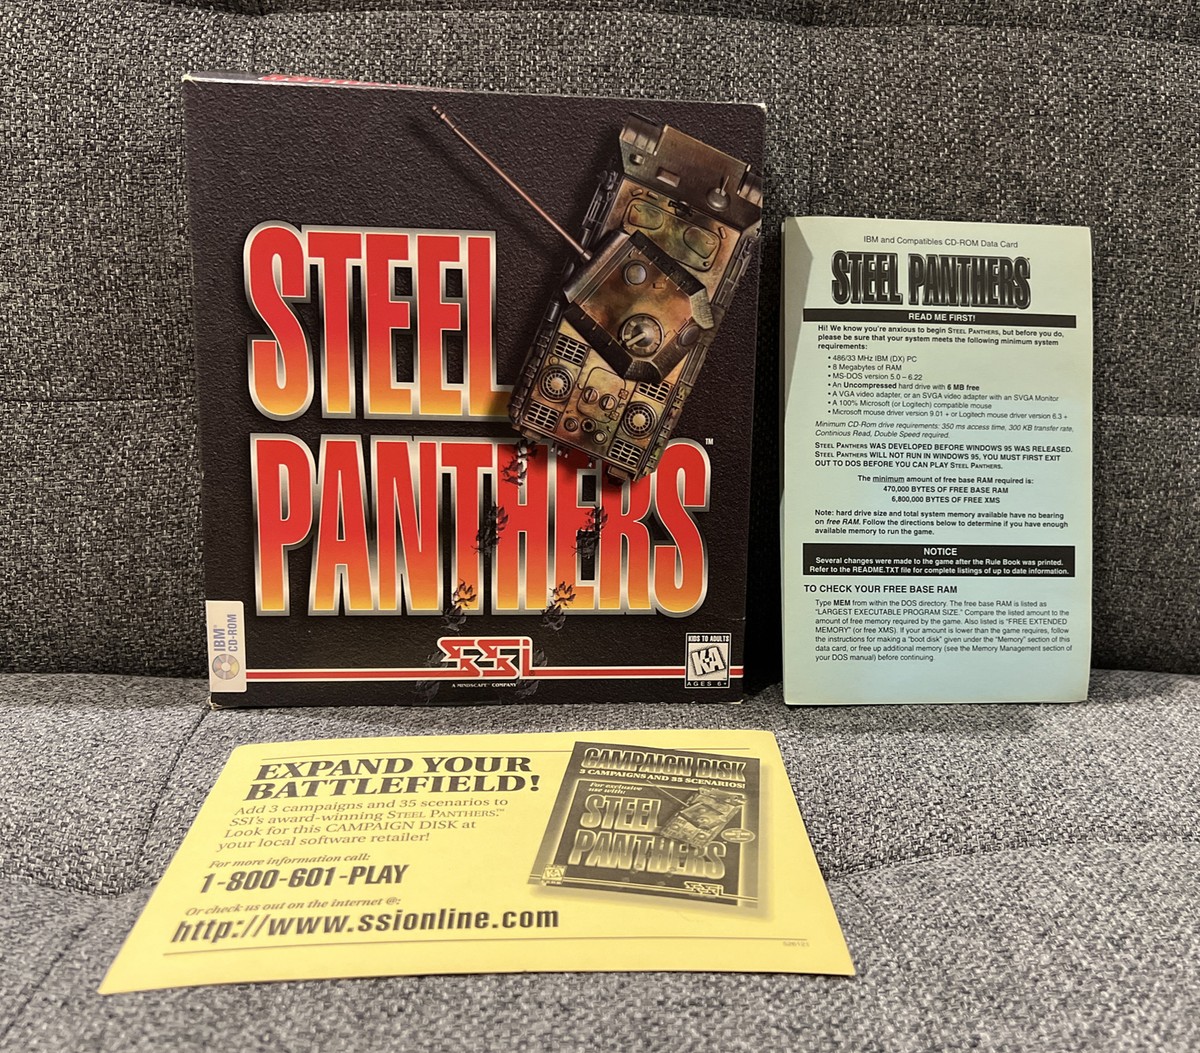 STEEL
PANTHERS™
IBM
CD-ROM
SSI
A MINDSCAPE® COMPANY
KIDS TO ADULTS
K-A
AGES 6+
IBM and Compatibles CD-ROM Data Card
STEEL PANTHERS
READ ME FIRST!
Hi! We know you're anxious to begin STEEL PANTHERS, but before you do,
please be sure that your system meets the following minimum system
requirements:
• 486/33 MHz IBM (DX) PC
• 8 Megabytes of RAM
• MS-DOS version 5.0 – 6.22
• An Uncompressed hard drive with 6 MB free
• A VGA video adapter, or an SVGA video adapter with an SVGA Monitor
• A 100% Microsoft (or Logitech) compatible mouse
• Microsoft mouse driver version 9.01 + or Logitech mouse driver version 6.3 +
Minimum CD-Rom drive requirements: 350 ms access time, 300 KB transfer rate,
Continious Read, Double Speed required.
STEEL PANTHERS WAS DEVELOPED BEFORE WINDOWS 95 WAS RELEASED.
STEEL PANTHERS WILL NOT RUN IN WINDOWS 95, YOU MUST FIRST EXIT
OUT TO DOS BEFORE YOU CAN PLAY STEEL PANTHERS.
The minimum amount of free base RAM required is:
470,000 BYTES OF FREE BASE RAM
6,800,000 BYTES OF FREE XMS
Note: hard drive size and total system memory available have no bearing
on free RAM. Follow the directions below to determine if you have enough
available memory to run the game.
NOTICE
Several changes were made to the game after the Rule Book was printed.
Refer to the README.TXT file for complete listings of up to date information.
TO CHECK YOUR FREE BASE RAM
Type MEM from within the DOS directory. The free base RAM is listed as
"LARGEST EXECUTABLE PROGRAM SIZE." Compare the listed amount to the
amount of free memory required by the game. Also listed is "FREE EXTENDED
MEMORY" (or free XMS). If your amount is lower than the game requires, follow
the instructions for making a "boot disk" given under the "Memory" section of this
data card, or free up additional memory (see the Memory Management section of
your DOS manual) before continuing.
EXPAND YOUR
BATTLEFIELD!
Add 3 campaigns and 35 scenarios to
SSI's award-winning STEEL PANTHERS.™
Look for this CAMPAIGN DISK at
your local software retailer!
For more information call:
1-800-601-PLAY
Or check us out on the internet @:
http://www.ssionline.com
CAMPAIGN DISK
3 CAMPAIGNS AND 35 SCENARIOS!
For exclusive
use with:
STEEL
PANTHERS
K-A
SSI